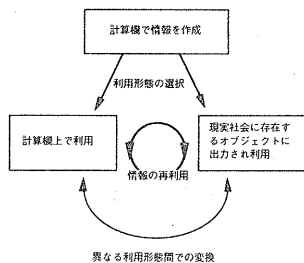 計算機で情報を作成
利用形態の選択
計算機上で利用
現実社会に存在す
るオブジェクトに
出力され利用
情報の再利用
異なる利用形態間での変換